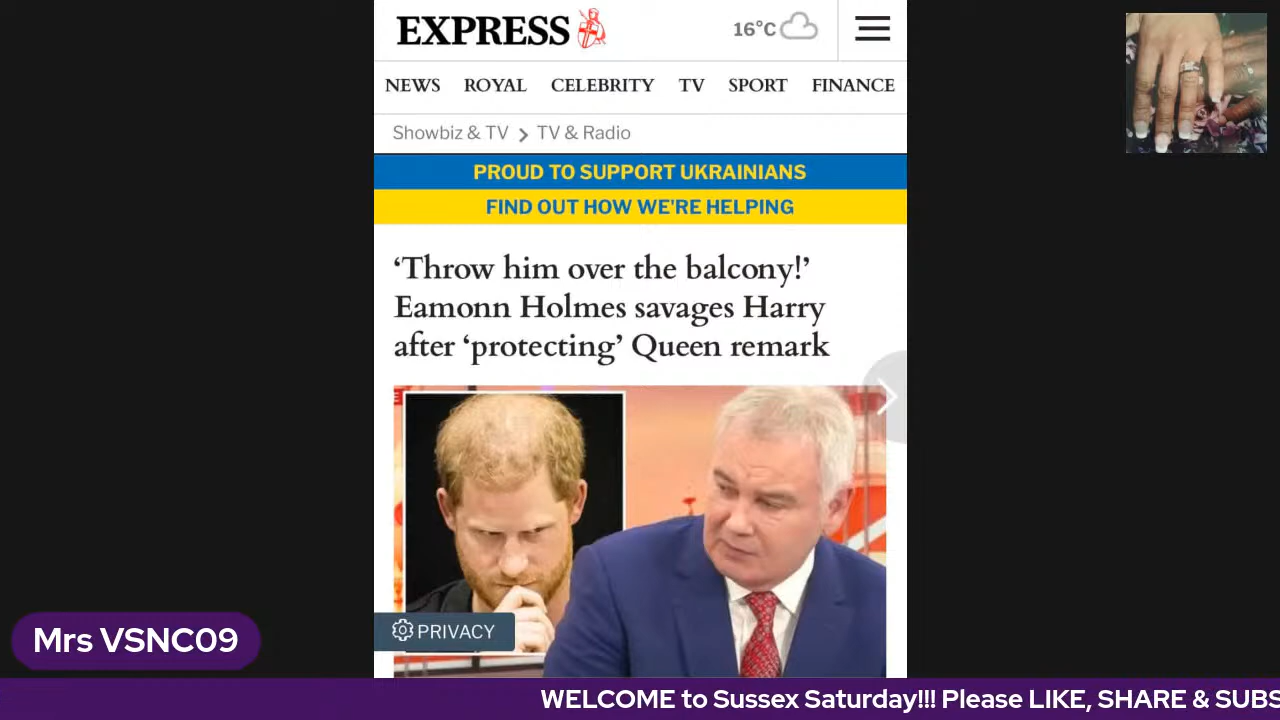 EXPRESS
16°C
NEWS ROYAL CELEBRITY TV SPORT FINANCE
Showbiz & TV > TV & Radio
PROUD TO SUPPORT UKRAINIANS
FIND OUT HOW WE'RE HELPING
‘Throw him over the balcony!’
Eamonn Holmes savages Harry
after ‘protecting’ Queen remark
PRIVACY
Mrs VSNC09
WELCOME to Sussex Saturday!!! Please LIKE, SHARE & SUBS